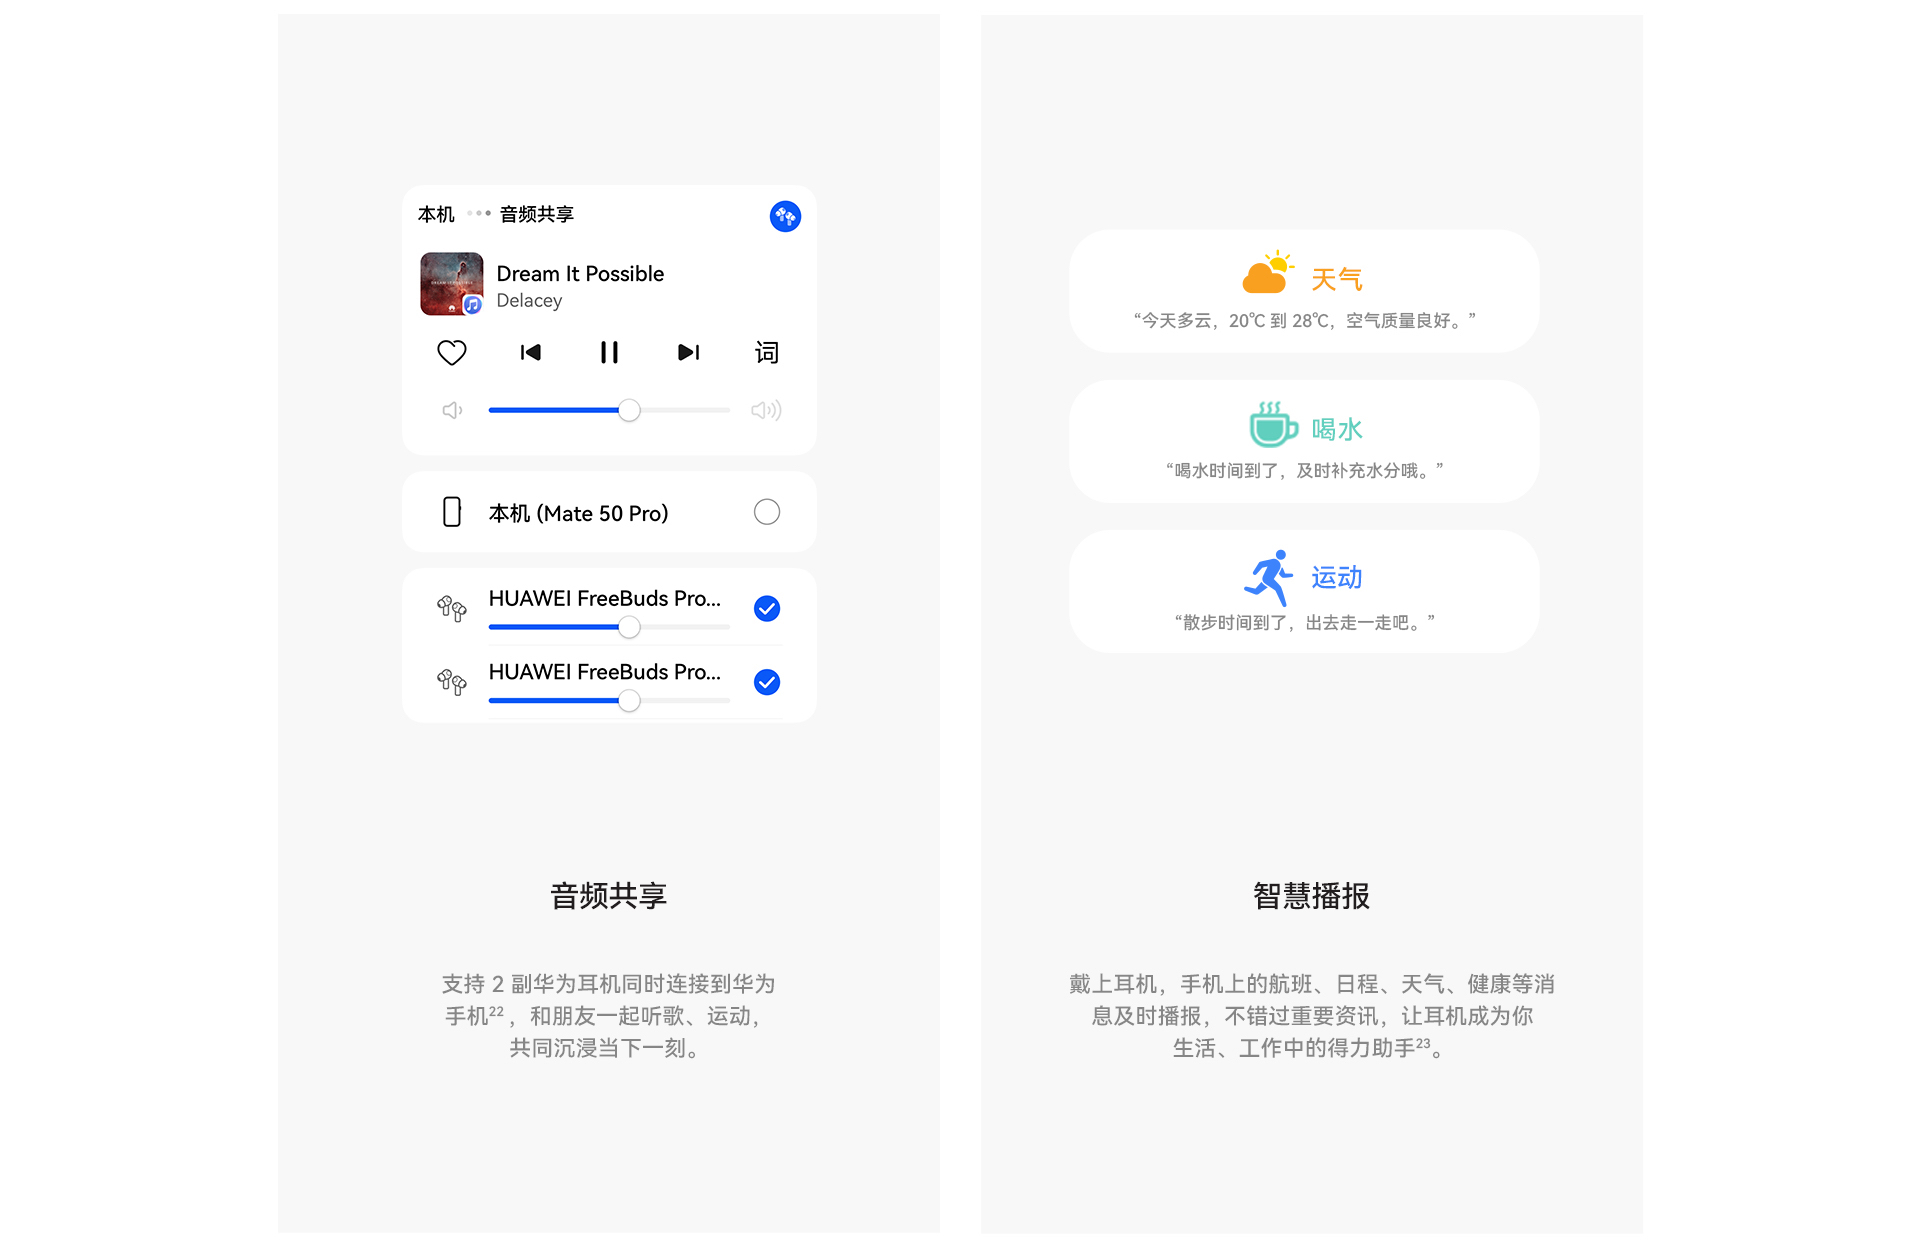 本机 音频共享
Dream It Possible
Delacey
词
本机 (Mate 50 Pro)
HUAWEI FreeBuds Pro...
HUAWEI FreeBuds Pro...
音频共享
支持 2 副华为耳机同时连接到华为
手机22，和朋友一起听歌、运动，
共同沉浸当下一刻。
天气
“今天多云，20℃ 到 28℃，空气质量良好。”
喝水
“喝水时间到了，及时补充水分哦。”
运动
“散步时间到了，出去走一走吧。”
智慧播报
戴上耳机，手机上的航班、日程、天气、健康等消
息及时播报，不错过重要资讯，让耳机成为你
生活、工作中的得力助手23。